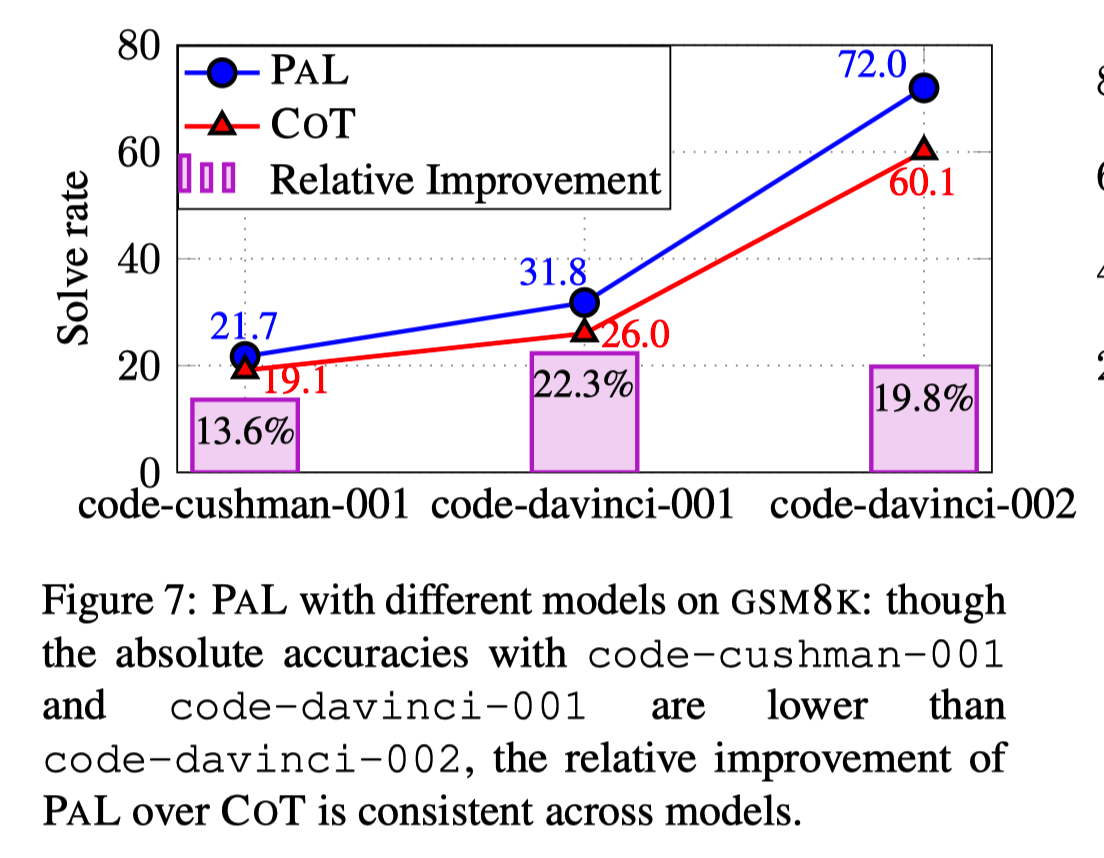 80
PAL
72.0
CoT
60
Relative Improvement
60.1
Solve rate
40
31.8
26.0
21.7
20
19.1
22.3%
19.8%
13.6%
0
code-cushman-001 code-davinci-001 code-davinci-002
Figure 7: PAL with different models on GSM8K: though
the absolute accuracies with code-cushman-001
and code-davinci-001 are lower than
code-davinci-002, the relative improvement of
PAL over COT is consistent across models.